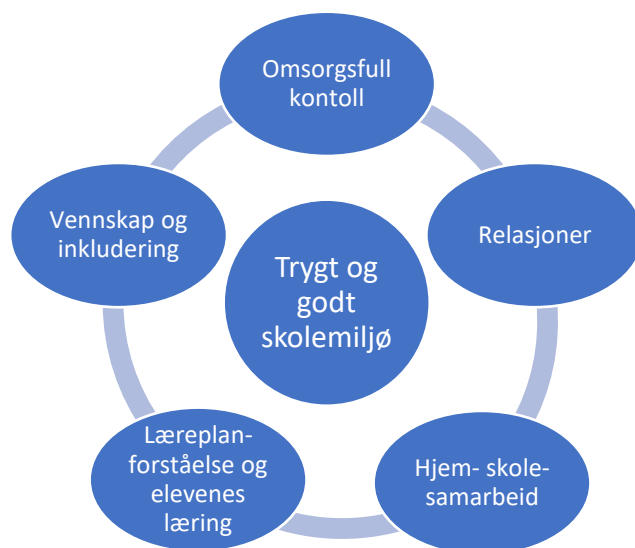 Omsorgsfull
kontoll
Vennskap og
inkludering
Relasjoner
Trygt og
godt
skolemiljø
Læreplan-
forståelse og
elevenes
læring
Hjem- skole-
samarbeid